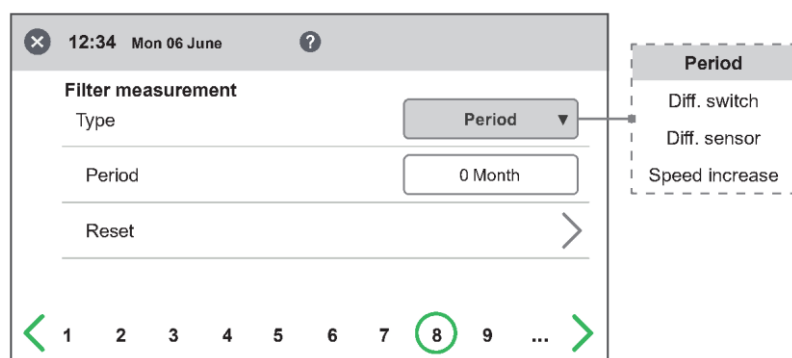 12:34 Mon 06 June ?
Filter measurement
Type Period ▼
Period 0 Month
Reset
1 2 3 4 5 6 7 8 9 ...
Period
Diff. switch
Diff. sensor
Speed increase